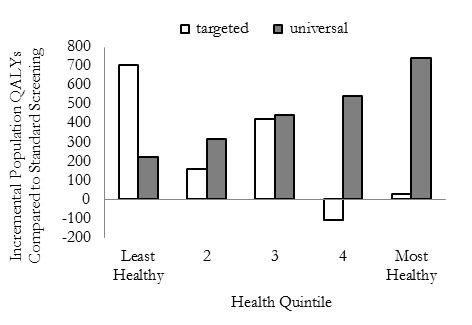 targeted universal
Incremental Population QALYs
Compared to Standard Screening
800
700
600
500
400
300
200
100
0
-100
-200
Least Healthy 2 3 4 Most Healthy
Health Quintile